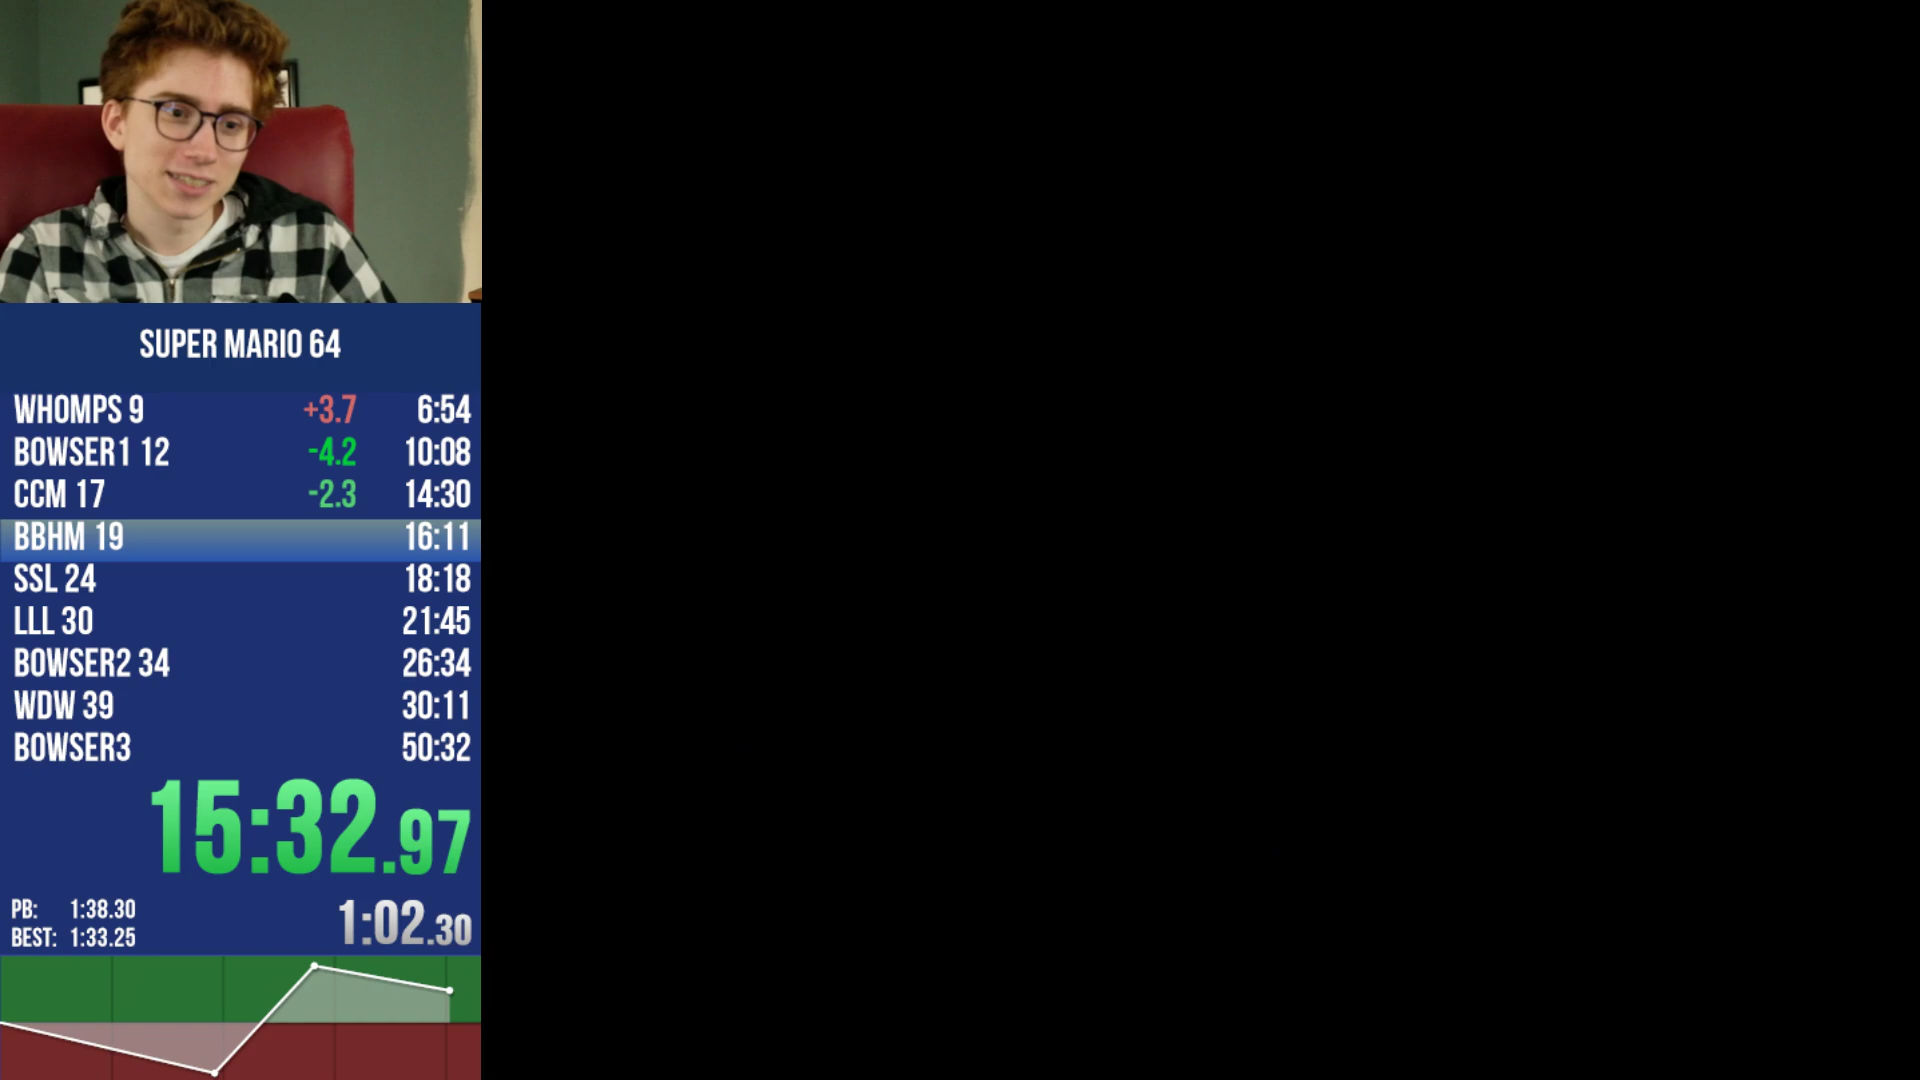 SUPER MARIO 64
WHOMPS 9 +3.7 6:54
BOWSER1 12 -4.2 10:08
CCM 17 -2.3 14:30
BBHM 19 16:11
SSL 24 18:18
LLL 30 21:45
BOWSER2 34 26:34
WDW 39 30:11
BOWSER3 50:32
15:32.97
PB: 1:38.30
BEST: 1:33.25
1:02.30